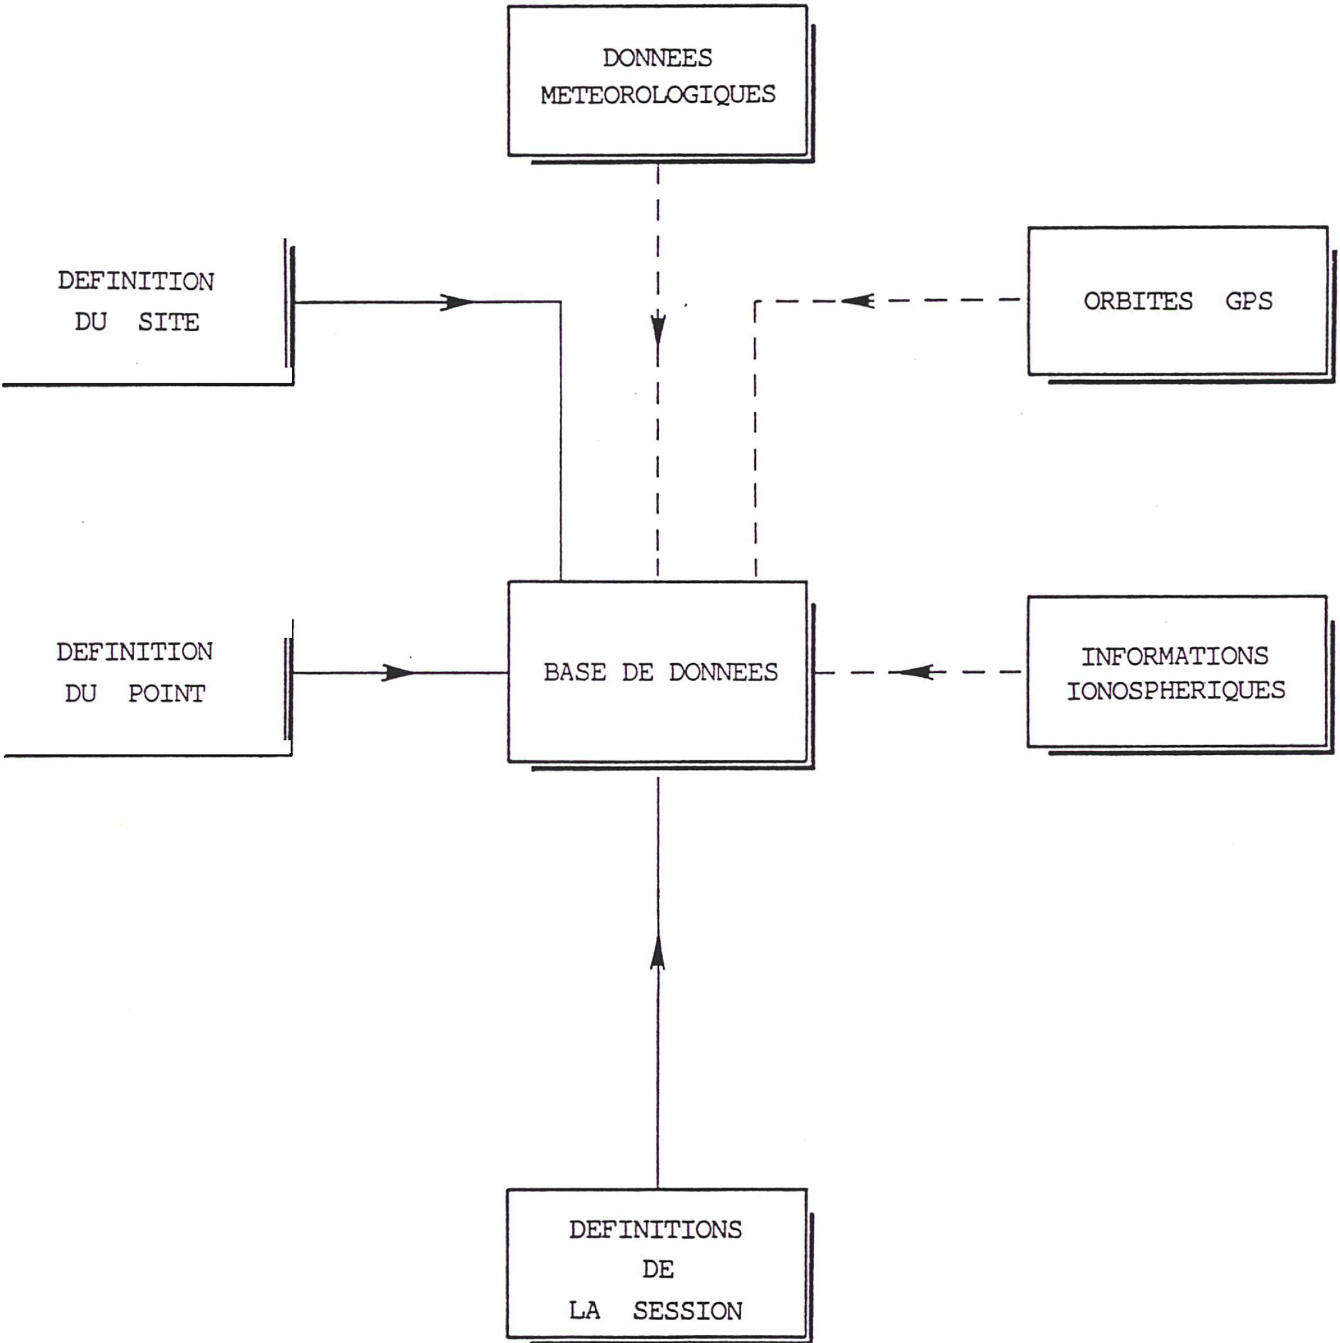 DONNEES
METEOROLOGIQUES
DEFINITION
DU SITE
ORBITES GPS
DEFINITION
DU POINT
BASE DE DONNEES
INFORMATIONS
IONOSPHERIQUES
DEFINITIONS
DE
LA SESSION